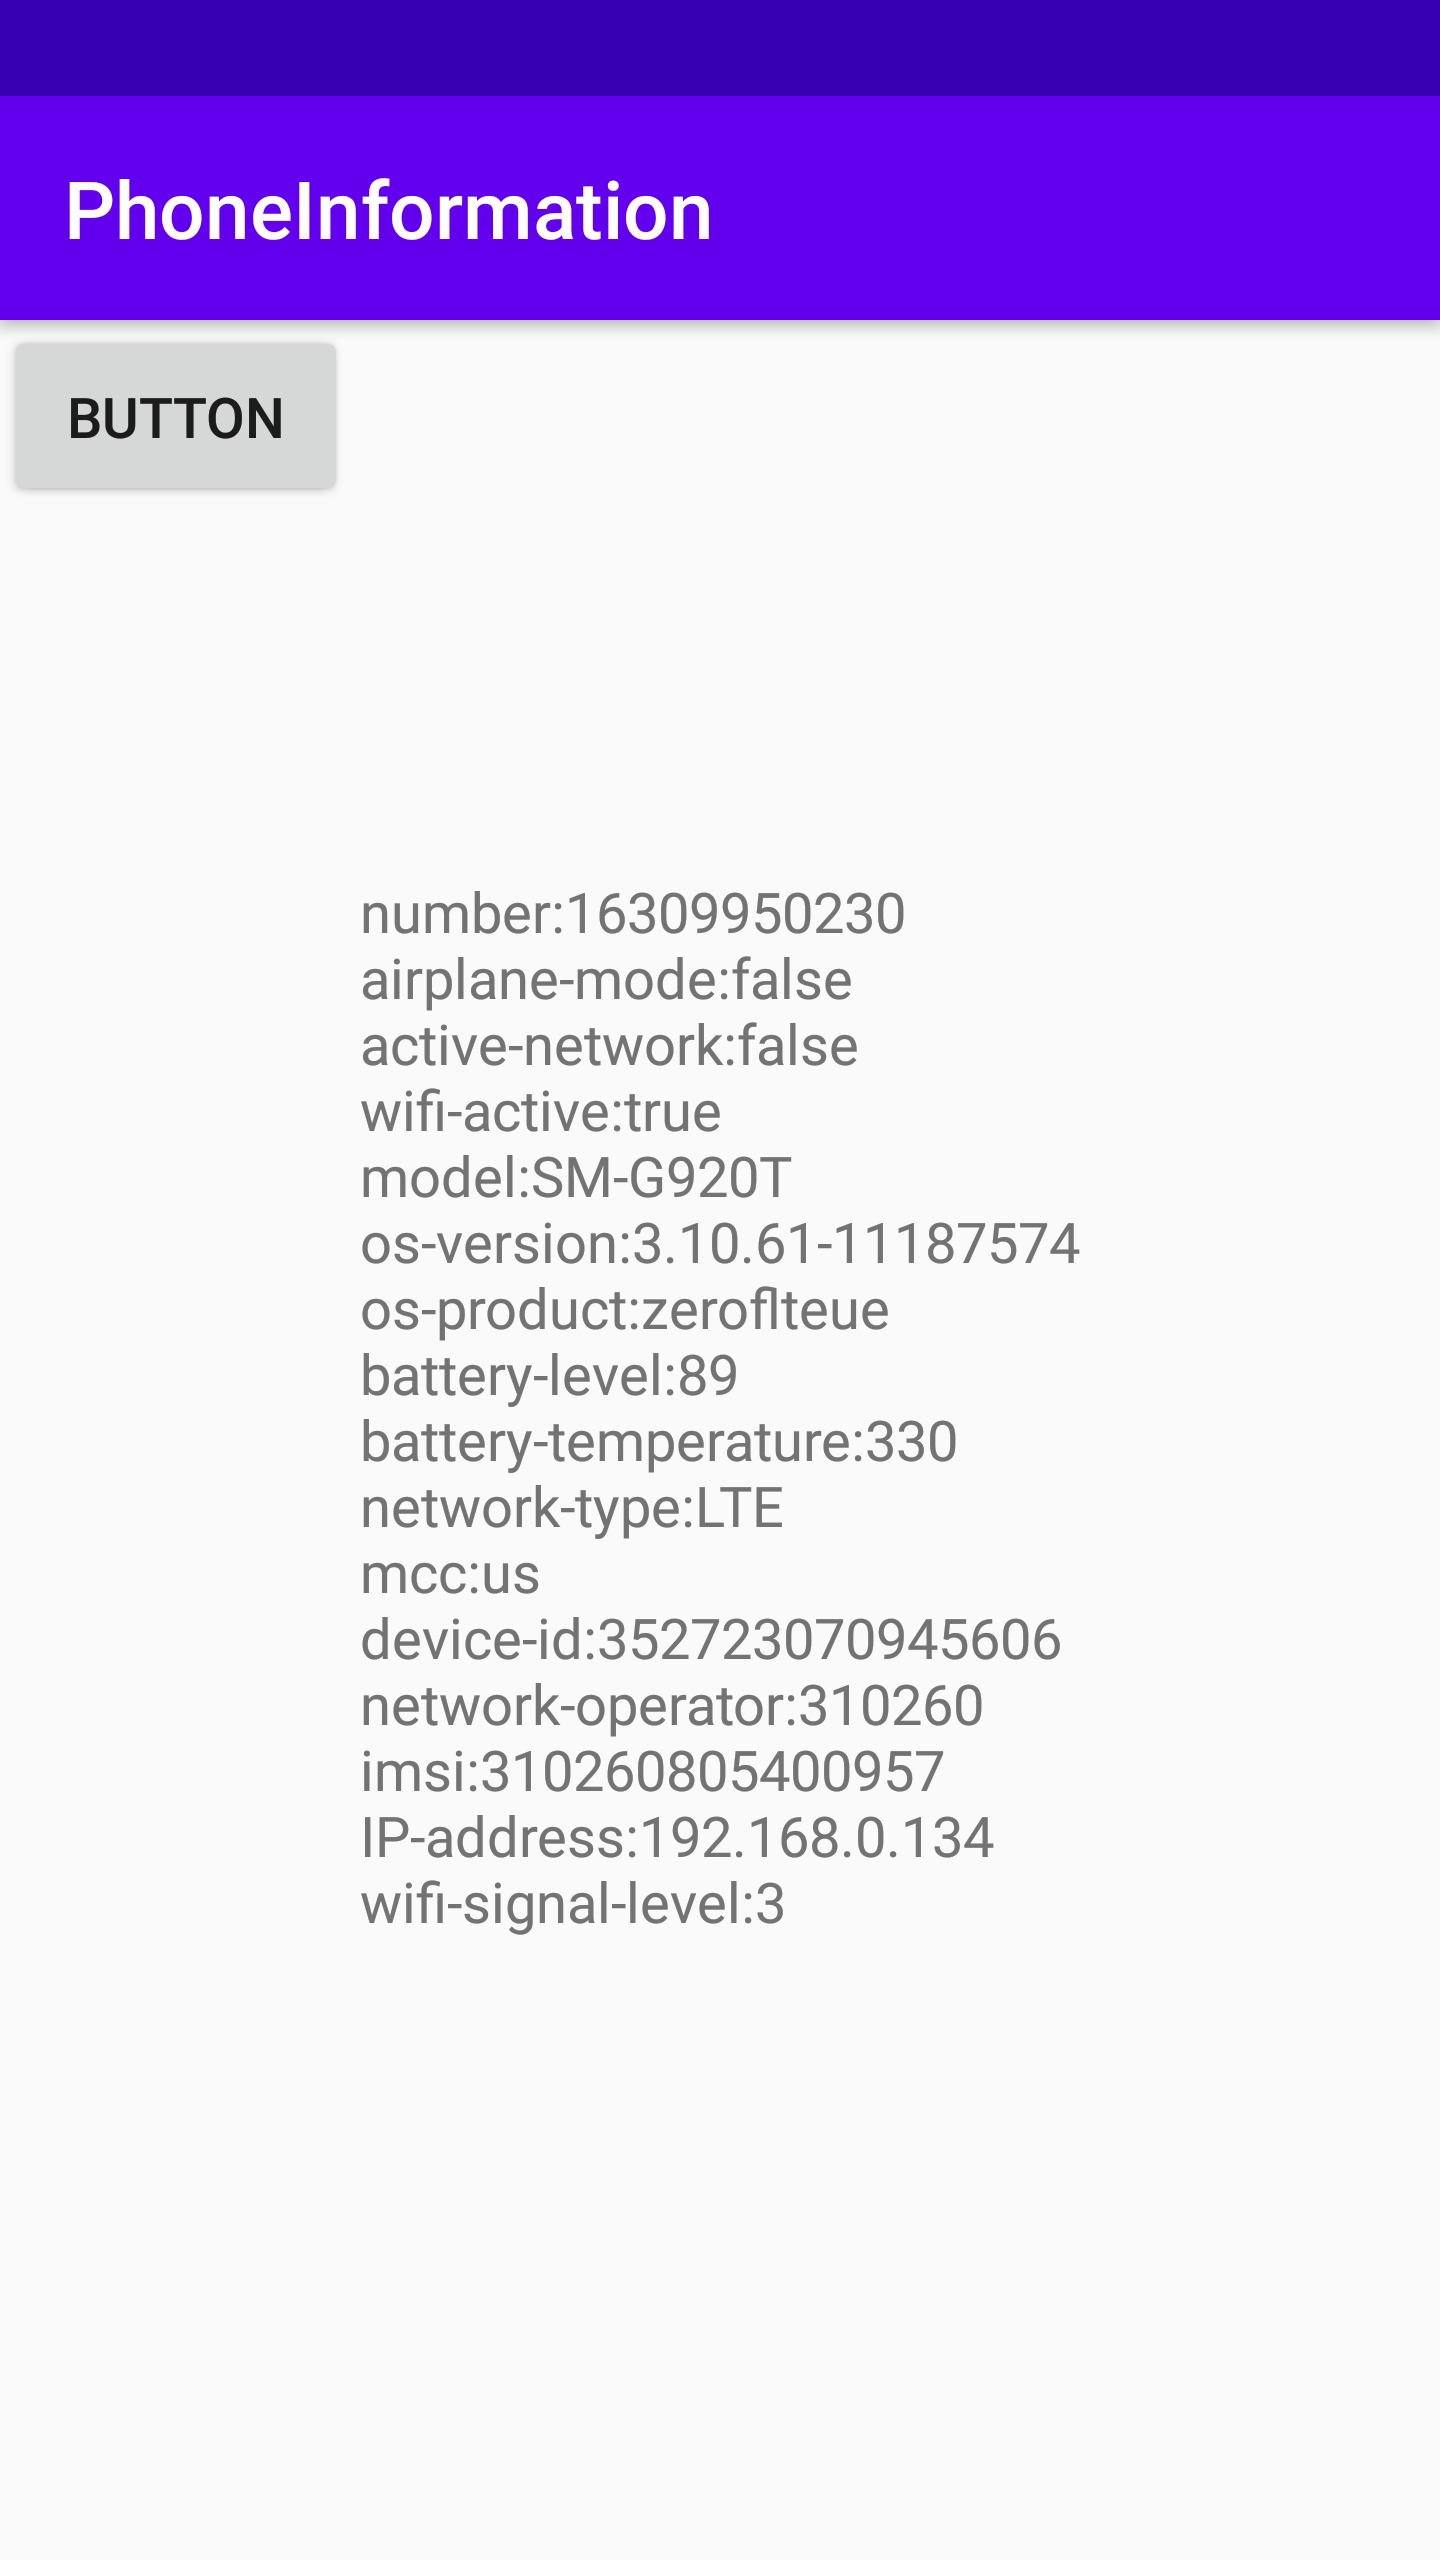 PhoneInformation
BUTTON
number:16309950230
airplane-mode:false
active-network:false
wifi-active:true
model:SM-G920T
os-version:3.10.61-11187574
os-product:zeroflteue
battery-level:89
battery-temperature:330
network-type:LTE
mcc:us
device-id:352723070945606
network-operator:310260
imsi:310260805400957
IP-address:192.168.0.134
wifi-signal-level:3